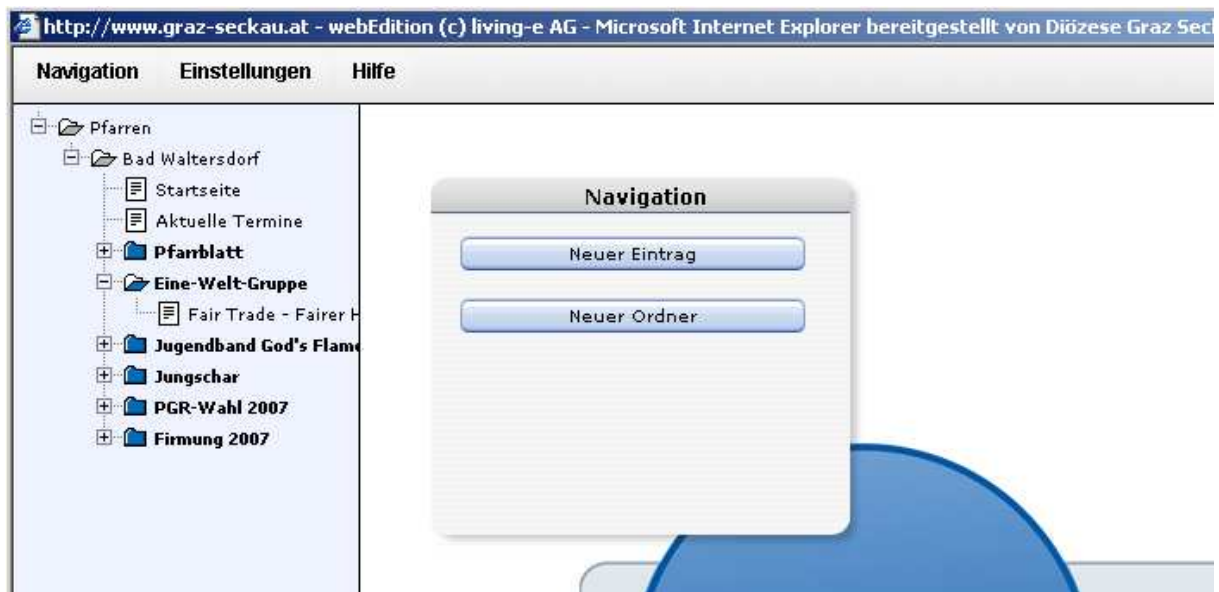 http://www.graz-seckau.at - webEdition (c) living-e AG - Microsoft Internet Explorer bereitgestellt von Diözese Graz Sec
Navigation Einstellungen Hilfe
Pfarren
Bad Waltersdorf
Startseite
Aktuelle Termine
Pfarrblatt
Eine-Welt-Gruppe
Fair Trade - Fairer H
Jugendband God's Flame
Jungschar
PGR-Wahl 2007
Firmung 2007
Navigation
Neuer Eintrag
Neuer Ordner